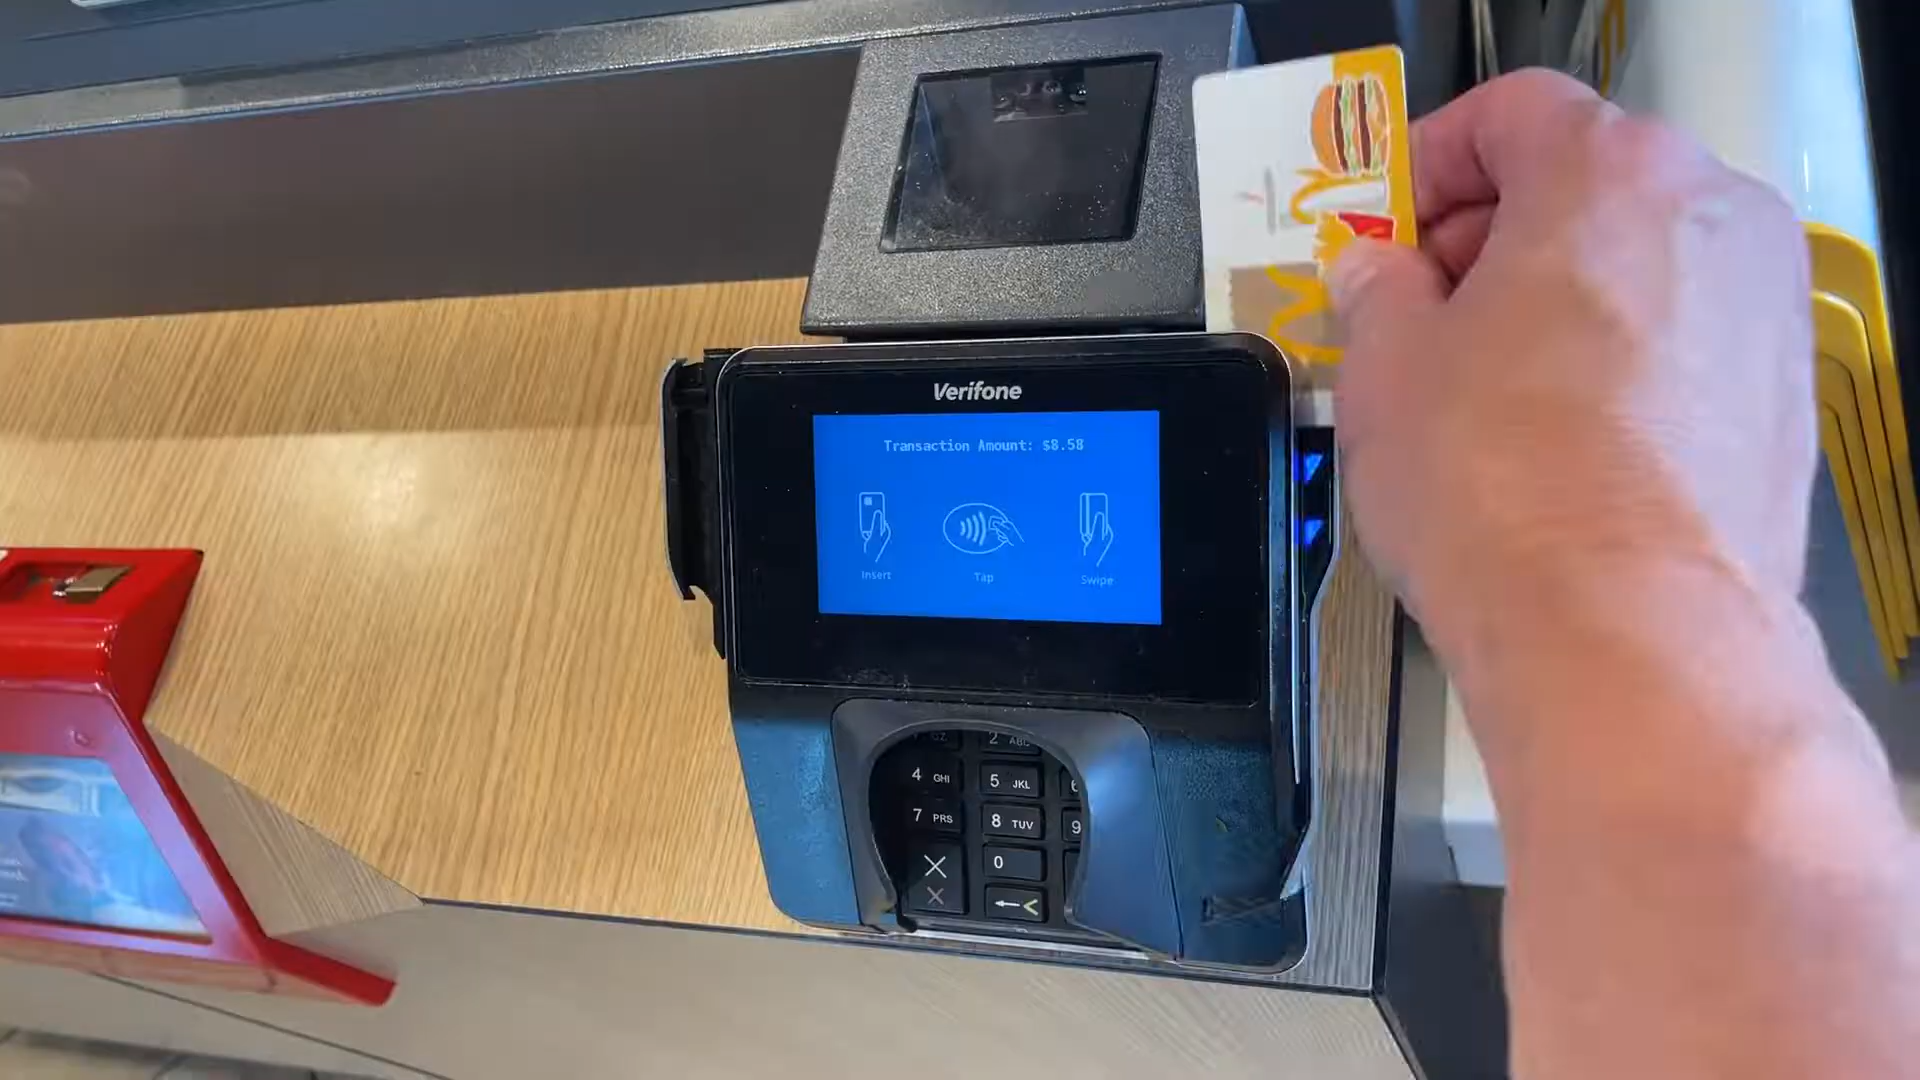 Verifone
Transaction Amount: $8.58
Insert
Tap
Swipe
2 ABC
4 GHI
5 JKL
7 PRS
8 TUV
9
0